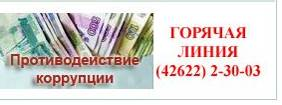 Противодействие
коррупции
ГОРЯЧАЯ
ЛИНИЯ
(42622) 2-30-03